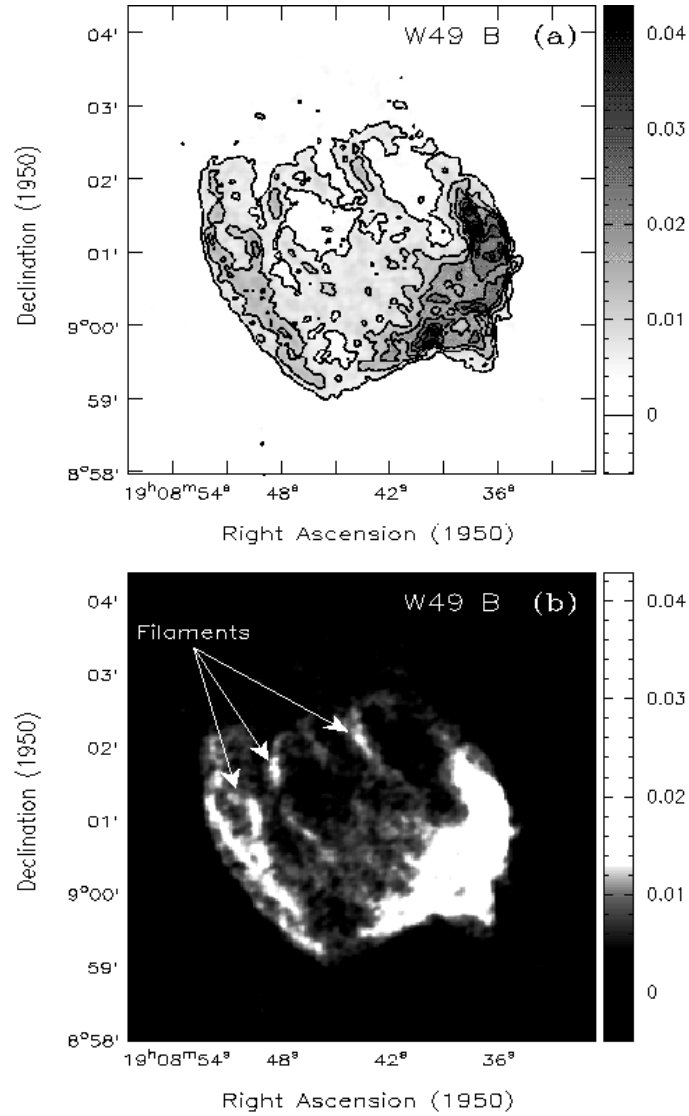 W49 B (a)
04'
03'
02'
01'
9°00'
59'
8°58'
Declination (1950)
19ʰ08ᵐ54ˢ 48ˢ 42ˢ 36ˢ
Right Ascension (1950)
0.04
0.03
0.02
0.01
0
W49 B (b)
Filaments
04'
03'
02'
01'
9°00'
59'
8°58'
Declination (1950)
19ʰ08ᵐ54ˢ 48ˢ 42ˢ 36ˢ
Right Ascension (1950)
0.04
0.03
0.02
0.01
0